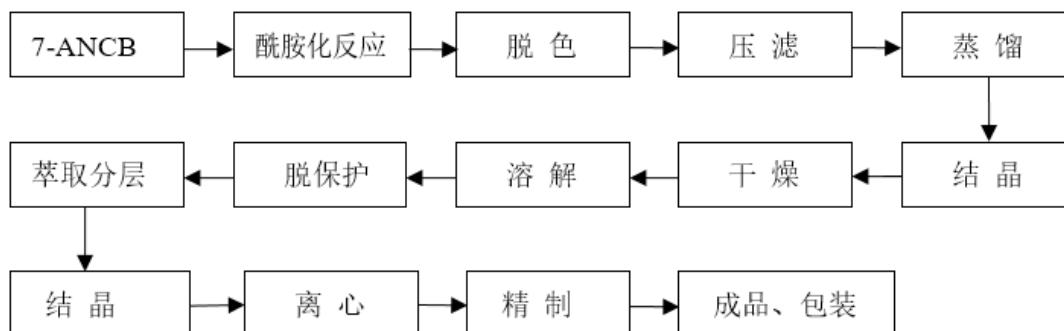 7-ANCB 酰胺化反应 脱 色 压 滤 蒸 馏
萃取分层 脱保护 溶 解 干 燥 结 晶
结 晶 离 心 精 制 成品、包装